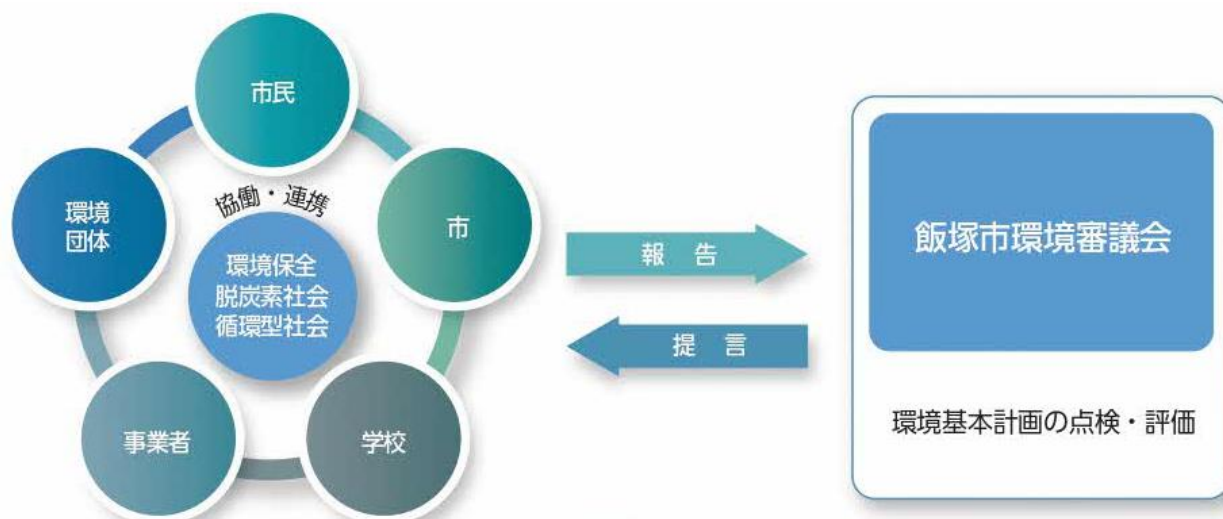 市民
環境
団体
協働・連携
市
環境保全
脱炭素社会
循環型社会
事業者
学校
報 告
提 言
飯塚市環境審議会
環境基本計画の点検・評価